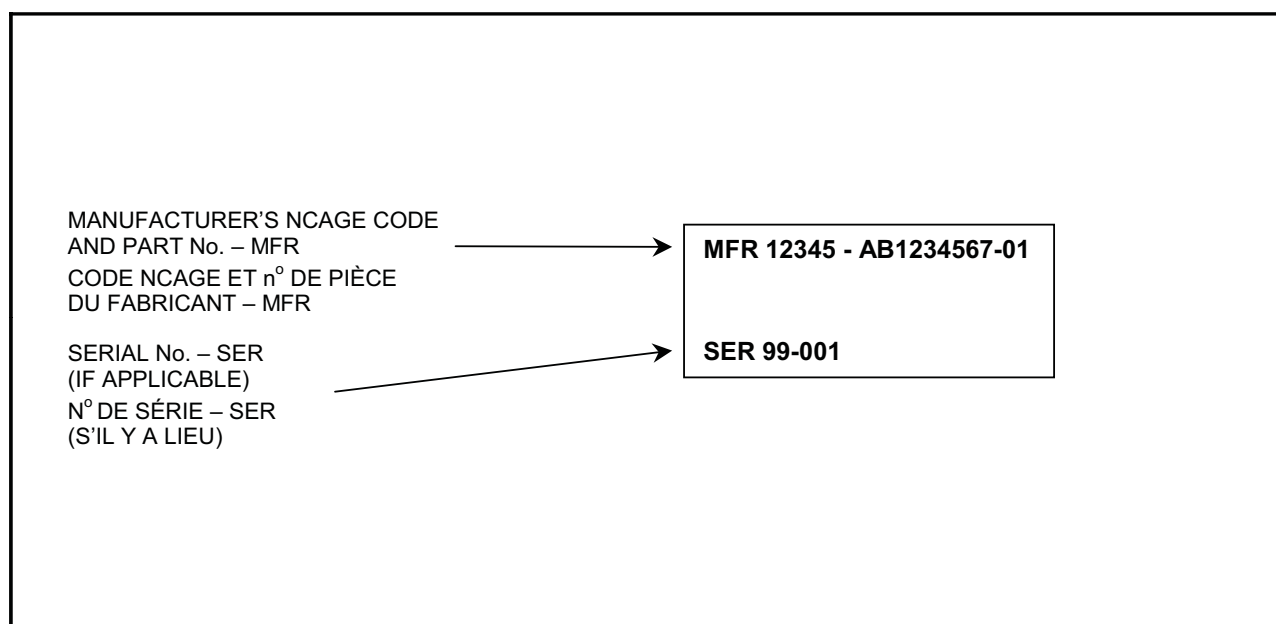 MANUFACTURER’S NCAGE CODE
AND PART No. – MFR
CODE NCAGE ET nº DE PIÈCE
DU FABRICANT – MFR
SERIAL No. – SER
(IF APPLICABLE)
Nº DE SÉRIE – SER
(S’IL Y A LIEU)
MFR 12345 - AB1234567-01
SER 99-001